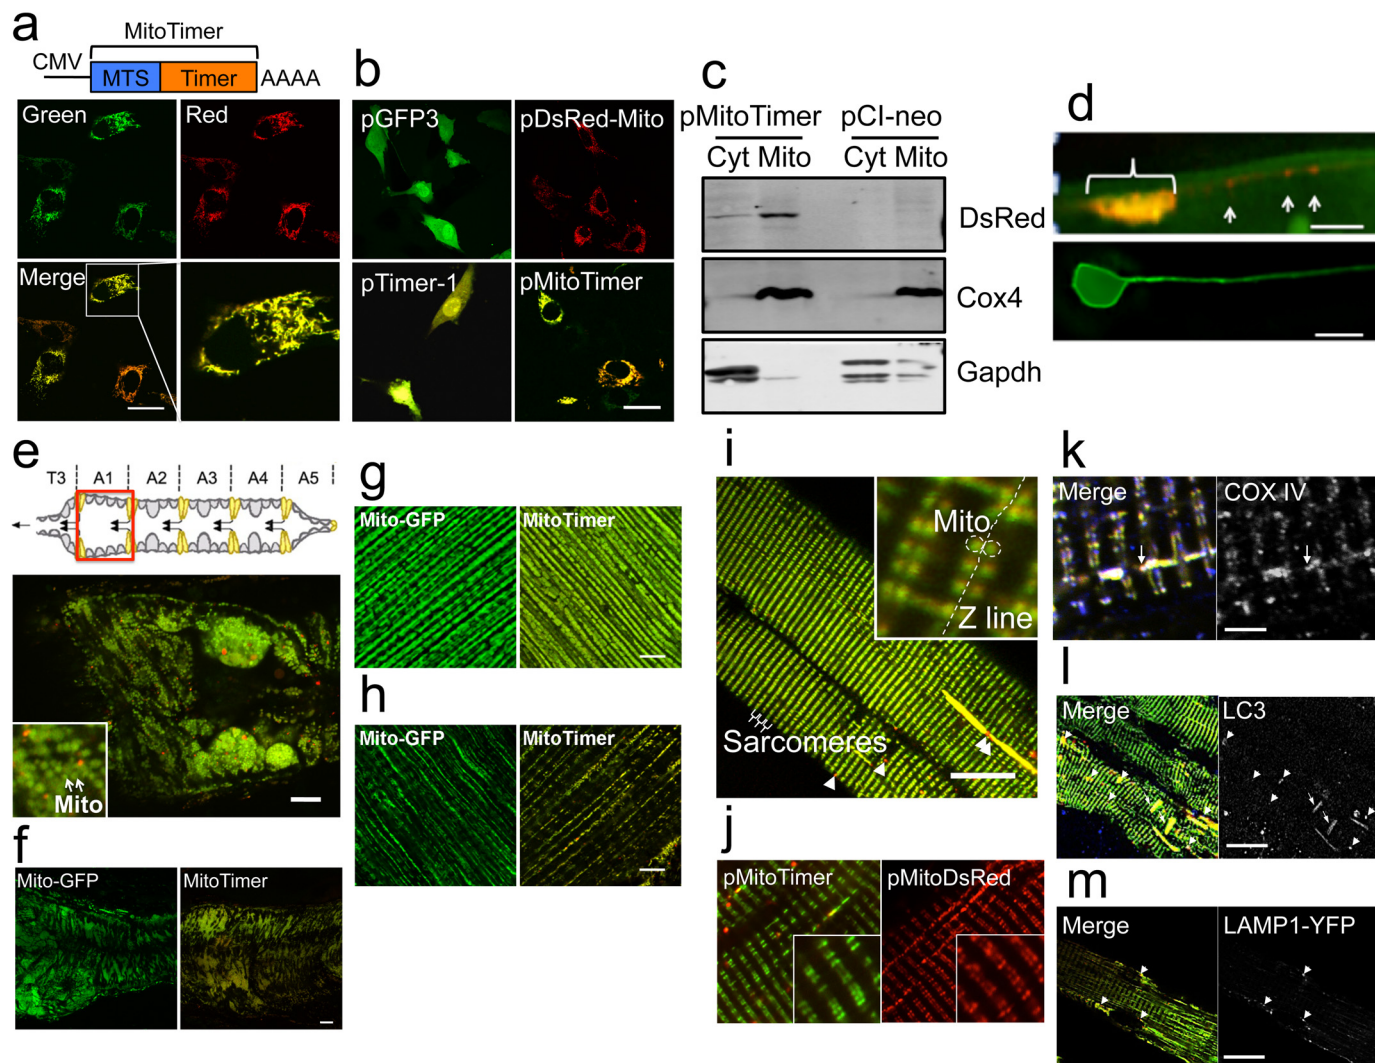 a
MitoTimer
CMV
MTS
Timer
AAAA
Green
Red
Merge
b
pGFP3
pDsRed-Mito
pTimer-1
pMitoTimer
c
pMitoTimer
pCI-neo
Cyt Mito
Cyt Mito
DsRed
Cox4
Gapdh
d
e
T3
A1
A2
A3
A4
A5
Mito
f
Mito-GFP
MitoTimer
g
Mito-GFP
MitoTimer
h
Mito-GFP
MitoTimer
i
Mito
Z line
Sarcomeres
j
pMitoTimer
pMitoDsRed
k
Merge
COX IV
l
Merge
LC3
m
Merge
LAMP1-YFP